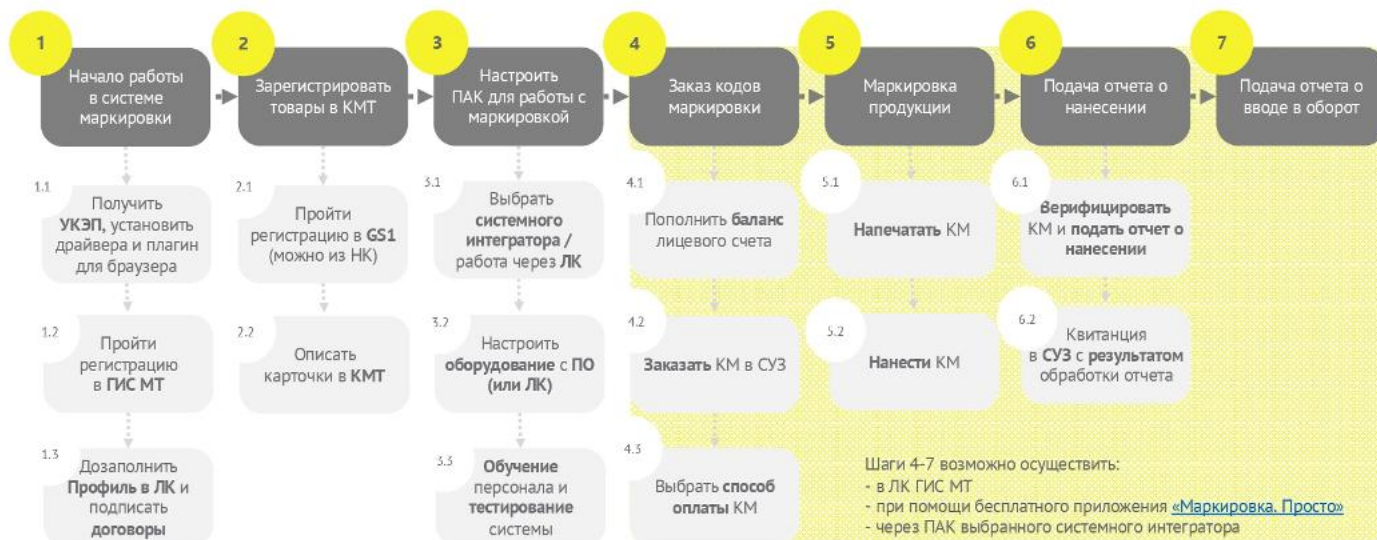 1
Начало работы
в системе
маркировки
2
Зарегистрировать
товары в КМТ
3
Настроить
ПАК для работы с
маркировкой
4
Заказ кодов
маркировки
5
Маркировка
продукции
6
Подача отчета о
нанесении
7
Подача отчета о
вводе в оборот
1.1
Получить
УКЭП, установить
драйвера и плагин
для браузера
1.2
Пройти
регистрацию
в ГИС МТ
1.3
Дозаполнить
Профиль в ЛК и
подписать
договоры
2.1
Пройти
регистрацию в GS1
(можно из НК)
2.2
Описать
карточки в КМТ
3.1
Выбрать
системного
интегратора /
работа через ЛК
3.2
Настроить
оборудование с ПО
(или ЛК)
3.3
Обучение
персонала и
тестирование
системы
4.1
Пополнить баланс
лицевого счета
4.2
Заказать КМ в СУЗ
4.3
Выбрать способ
оплаты КМ
5.1
Напечатать КМ
5.2
Нанести КМ
6.1
Верифицировать
КМ и подать отчет о
нанесении
6.2
Квитанция
в СУЗ с результатом
обработки отчета
Шаги 4-7 возможно осуществить:
- в ЛК ГИС МТ
- при помощи бесплатного приложения «Маркировка. Просто»
- через ПАК выбранного системного интегратора